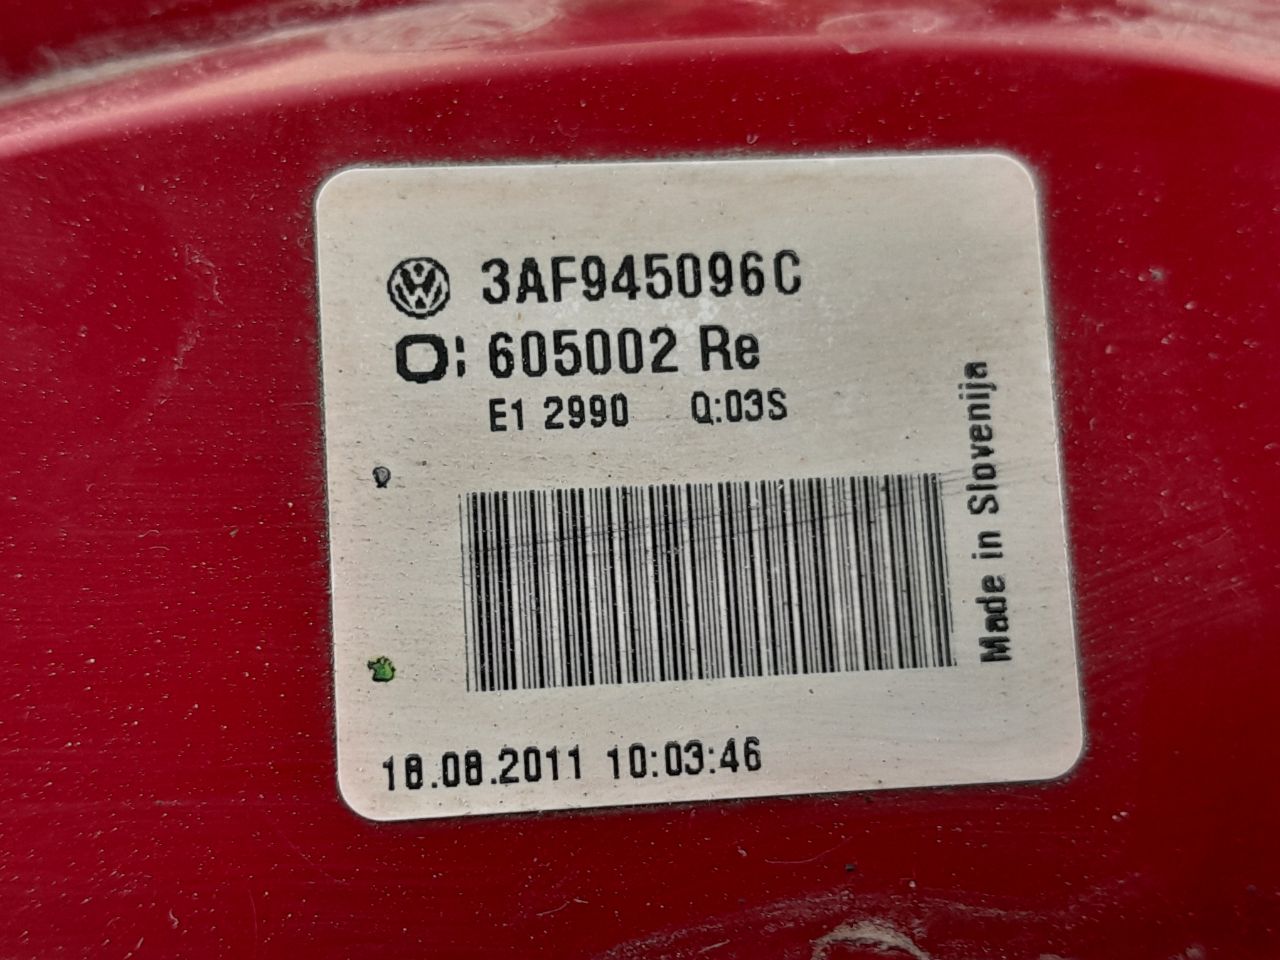 3AF945096C
O: 605002 Re
E1 2990 Q:03S
Made in Slovenija
18.08.2011 10:03:46